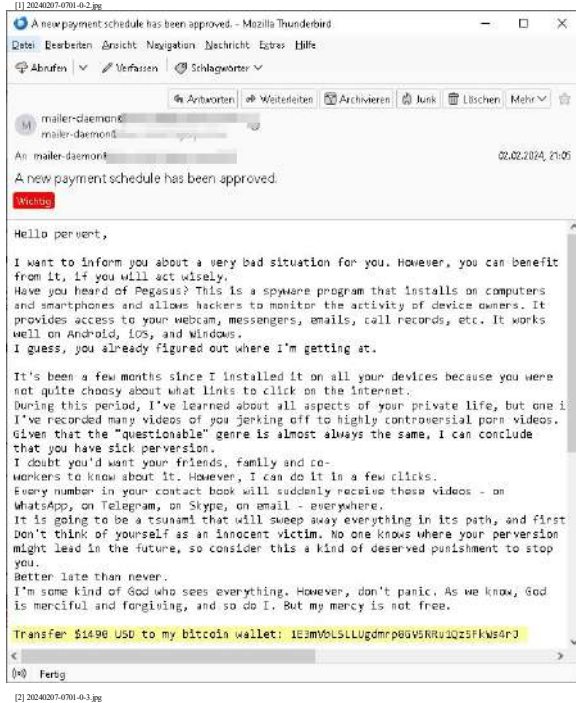 [1] 20240207-0701-0-2.jpg
A new payment schedule has been approved. - Mozilla Thunderbird
Datei Bearbeiten Ansicht Navigation Nachricht Extras Hilfe
Abrufen Verfassen Schlagwörter
Antworten Weiterleiten Archivieren Junk Löschen Mehr
M mailer-daemon@
mailer-daemon@
An mailer-daemon@ 02.02.2024, 21:05
A new payment schedule has been approved.
Wichtig
Hello pervert,
I want to inform you about a very bad situation for you. However, you can benefit
from it, if you will act wisely.
Have you heard of Pegasus? This is a spyware program that installs on computers
and smartphones and allows hackers to monitor the activity of device owners. It
provides access to your webcam, messengers, emails, call records, etc. It works
well on Android, iOS, and Windows.
I guess, you already figured out where I'm getting at.
It's been a few months since I installed it on all your devices because you were
not quite choosy about what links to click on the internet.
During this period, I've learned about all aspects of your private life, but one i
I've recorded many videos of you jerking off to highly controversial porn videos.
Given that the "questionable" genre is almost always the same, I can conclude
that you have sick perversion.
I doubt you'd want your friends, family and co-
workers to know about it. However, I can do it in a few clicks.
Every number in your contact book will suddenly receive these videos - on
WhatsApp, on Telegram, on Skype, on email - everywhere.
It is going to be a tsunami that will sweep away everything in its path, and first
Don't think of yourself as an innocent victim. No one knows where your perversion
might lead in the future, so consider this a kind of deserved punishment to stop
you.
Better late than never.
I'm some kind of God who sees everything. However, don't panic. As we know, God
is merciful and forgiving, and so do I. But my mercy is not free.
Transfer $1490 USD to my bitcoin wallet:
Fertig
[2] 20240207-0701-0-3.jpg